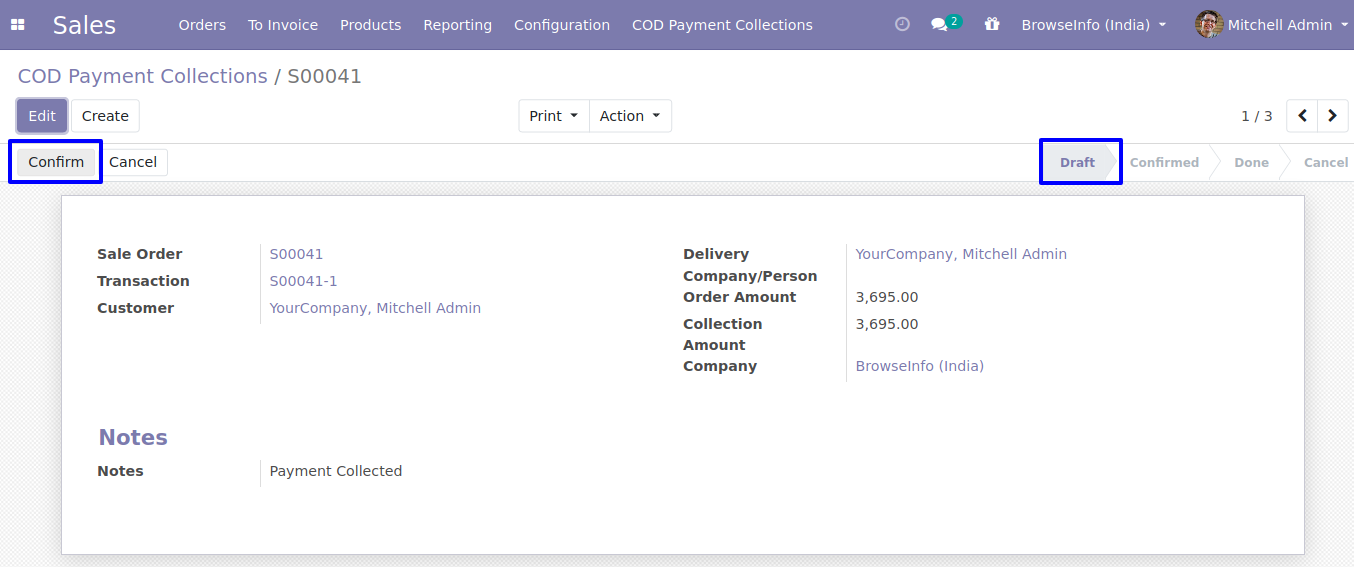 Sales Orders To Invoice Products Reporting Configuration COD Payment Collections 2 BrowseInfo (India) Mitchell Admin
COD Payment Collections / S00041
Edit Create Print Action 1 / 3
Confirm Cancel Draft Confirmed Done Cancel
Sale Order S00041
Transaction S00041-1
Customer YourCompany, Mitchell Admin
Delivery YourCompany, Mitchell Admin
Company/Person
Order Amount 3,695.00
Collection 3,695.00
Amount
Company BrowseInfo (India)
Notes
Notes Payment Collected